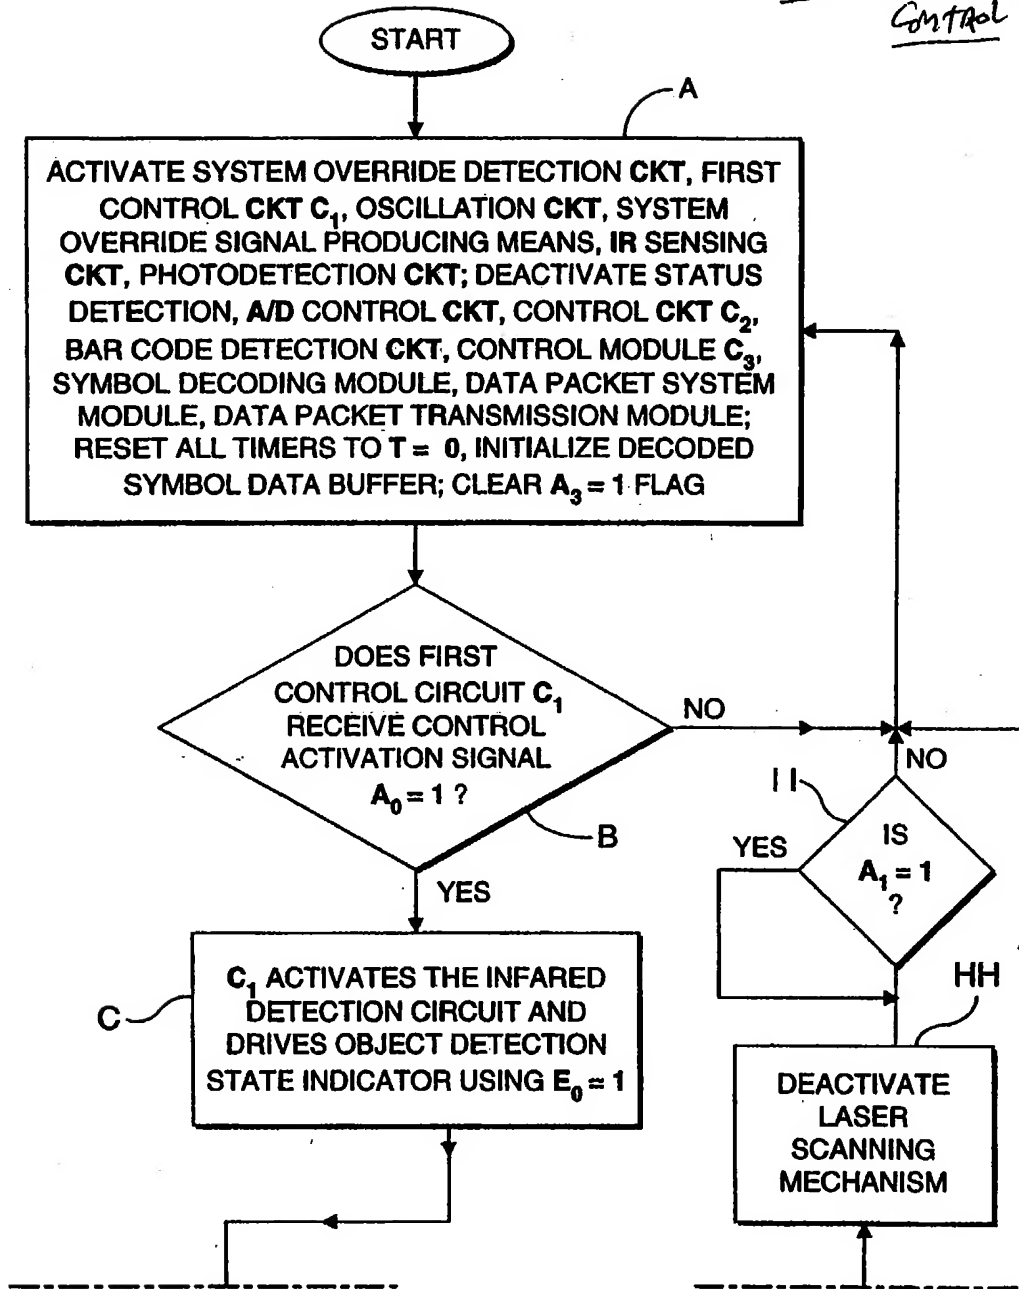 CONTROL
START
A
ACTIVATE SYSTEM OVERRIDE DETECTION CKT, FIRST
CONTROL CKT C₁, OSCILLATION CKT, SYSTEM
OVERRIDE SIGNAL PRODUCING MEANS, IR SENSING
CKT, PHOTODETECTION CKT; DEACTIVATE STATUS
DETECTION, A/D CONTROL CKT, CONTROL CKT C₂,
BAR CODE DETECTION CKT, CONTROL MODULE C₃,
SYMBOL DECODING MODULE, DATA PACKET SYSTEM
MODULE, DATA PACKET TRANSMISSION MODULE;
RESET ALL TIMERS TO T = 0, INITIALIZE DECODED
SYMBOL DATA BUFFER; CLEAR A₃ = 1 FLAG
DOES FIRST
CONTROL CIRCUIT C₁
RECEIVE CONTROL
ACTIVATION SIGNAL
A₀ = 1 ?
NO
B
YES
C₁ ACTIVATES THE INFARED
DETECTION CIRCUIT AND
DRIVES OBJECT DETECTION
STATE INDICATOR USING E₀ = 1
C
NO
II
IS
A₁ = 1
?
YES
HH
DEACTIVATE
LASER
SCANNING
MECHANISM